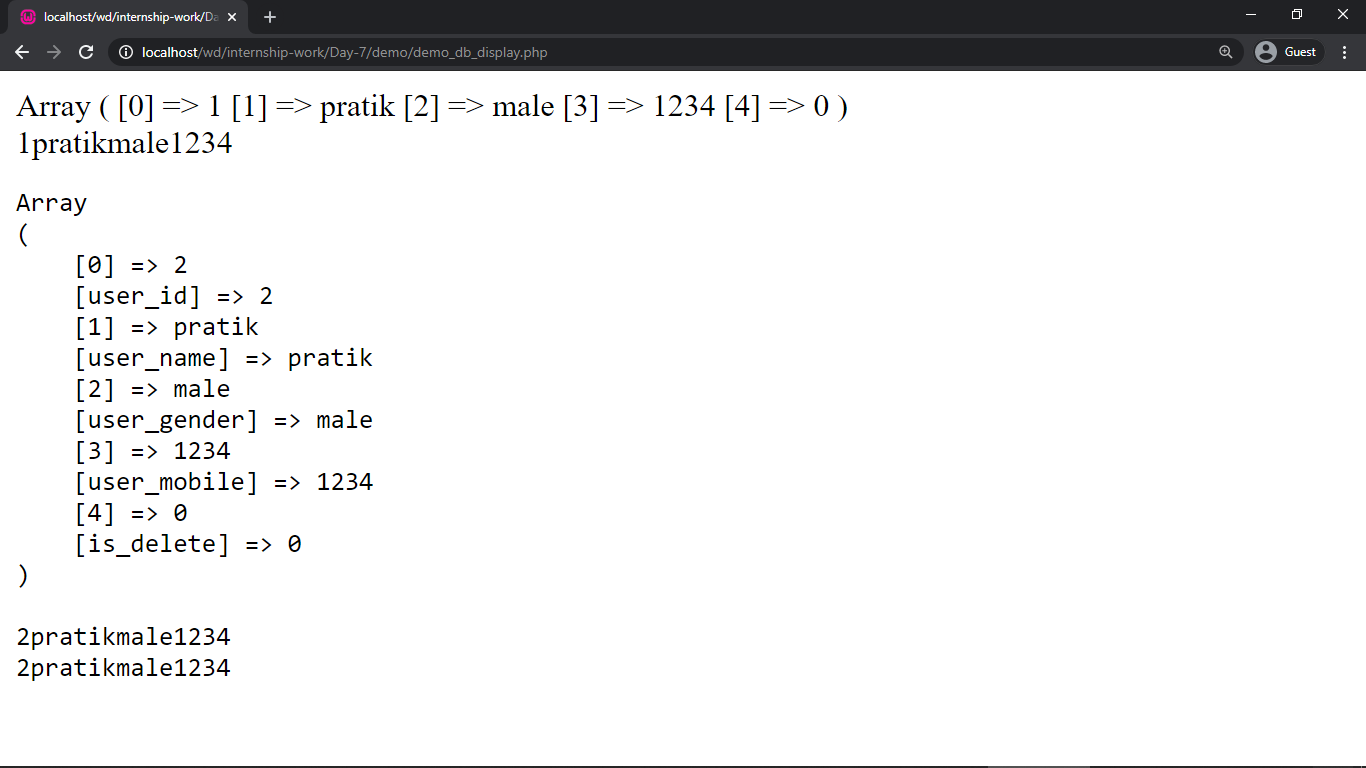 localhost/wd/internship-work/Da
localhost/wd/internship-work/Day-7/demo/demo_db_display.php
Guest
Array ( [0] => 1 [1] => pratik [2] => male [3] => 1234 [4] => 0 )
1pratikmale1234
Array
(
    [0] => 2
    [user_id] => 2
    [1] => pratik
    [user_name] => pratik
    [2] => male
    [user_gender] => male
    [3] => 1234
    [user_mobile] => 1234
    [4] => 0
    [is_delete] => 0
)
2pratikmale1234
2pratikmale1234